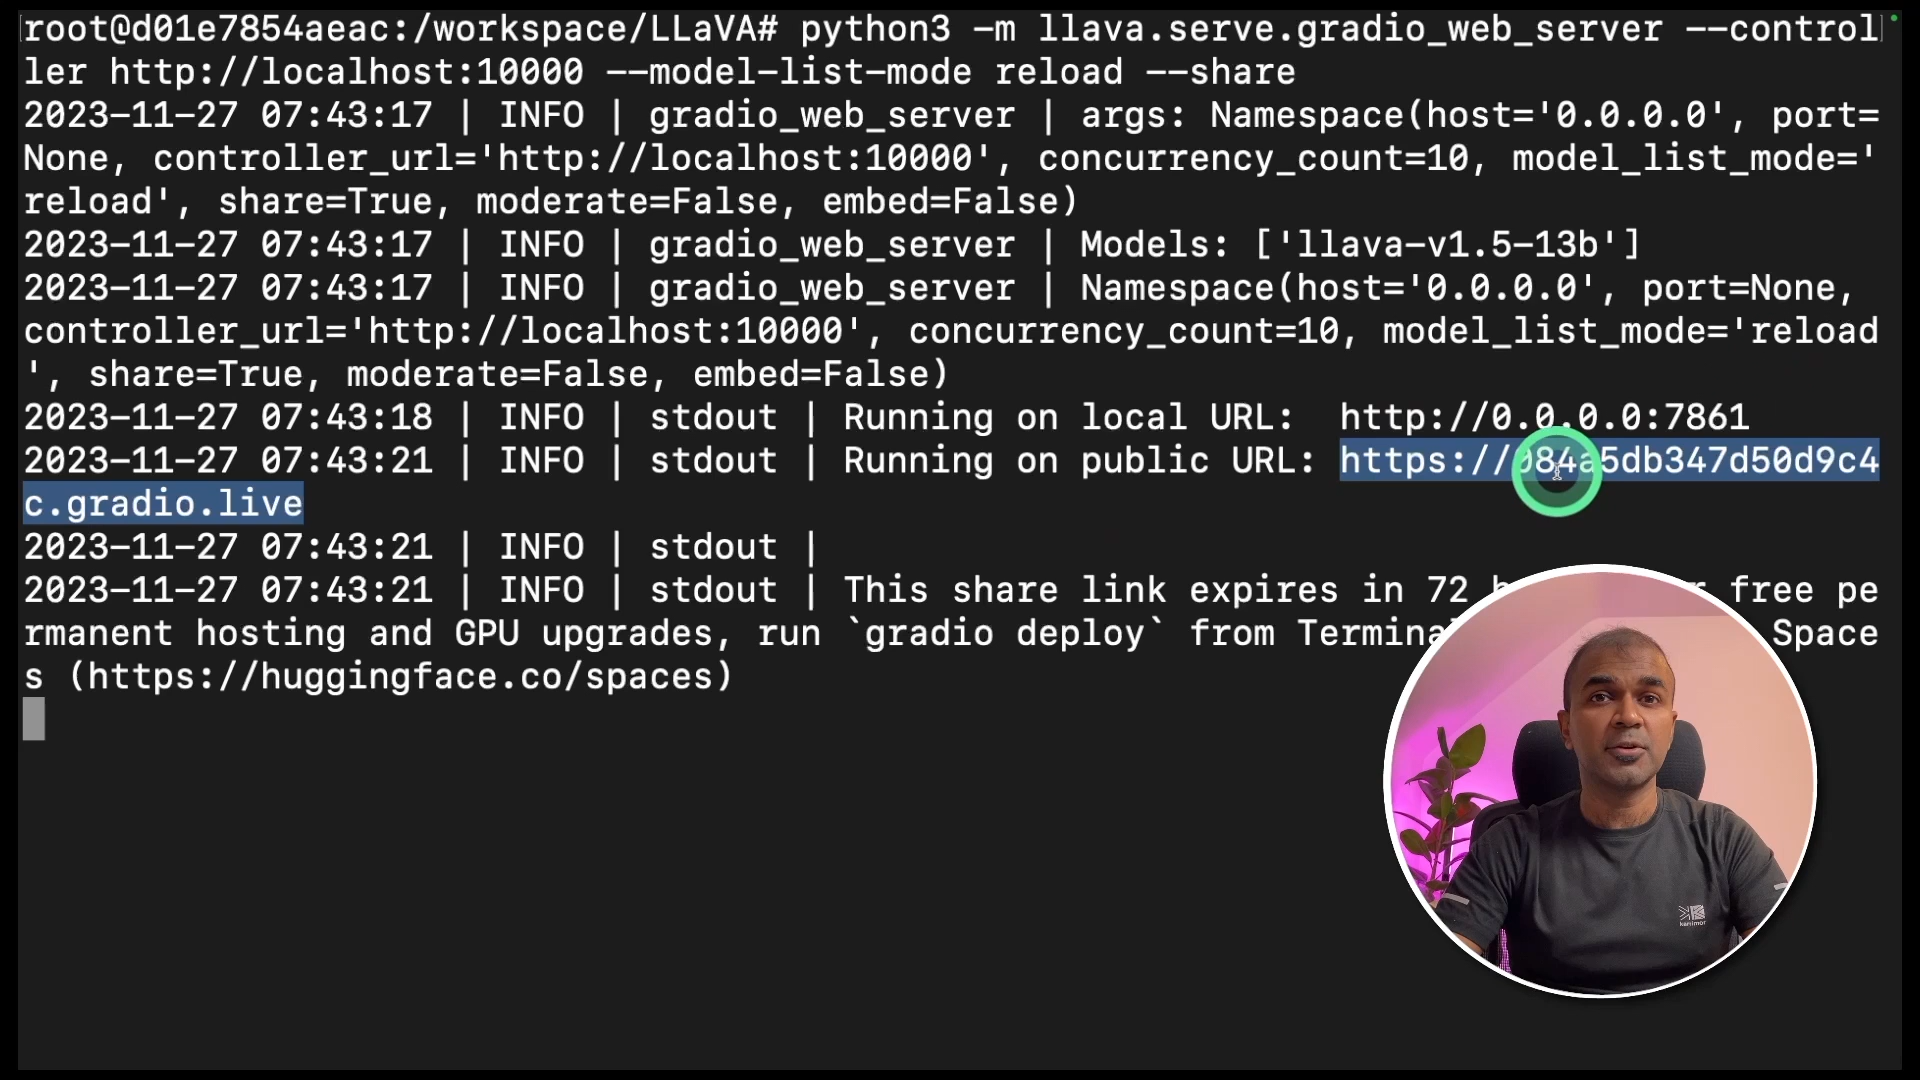 root@d01e7854aeac:/workspace/LLaVA# python3 -m llava.serve.gradio_web_server --control
ler http://localhost:10000 --model-list-mode reload --share
2023-11-27 07:43:17 | INFO | gradio_web_server | args: Namespace(host='0.0.0.0', port=
None, controller_url='http://localhost:10000', concurrency_count=10, model_list_mode='
reload', share=True, moderate=False, embed=False)
2023-11-27 07:43:17 | INFO | gradio_web_server | Models: ['llava-v1.5-13b']
2023-11-27 07:43:17 | INFO | gradio_web_server | Namespace(host='0.0.0.0', port=None,
controller_url='http://localhost:10000', concurrency_count=10, model_list_mode='reload
', share=True, moderate=False, embed=False)
2023-11-27 07:43:18 | INFO | stdout | Running on local URL:  http://0.0.0.0:7861
2023-11-27 07:43:21 | INFO | stdout | Running on public URL: https://084a5db347d50d9c4
c.gradio.live
2023-11-27 07:43:21 | INFO | stdout |
2023-11-27 07:43:21 | INFO | stdout | This share link expires in 72 free pe
rmanent hosting and GPU upgrades, run `gradio deploy` from Space
s (https://huggingface.co/spaces)
karrimor